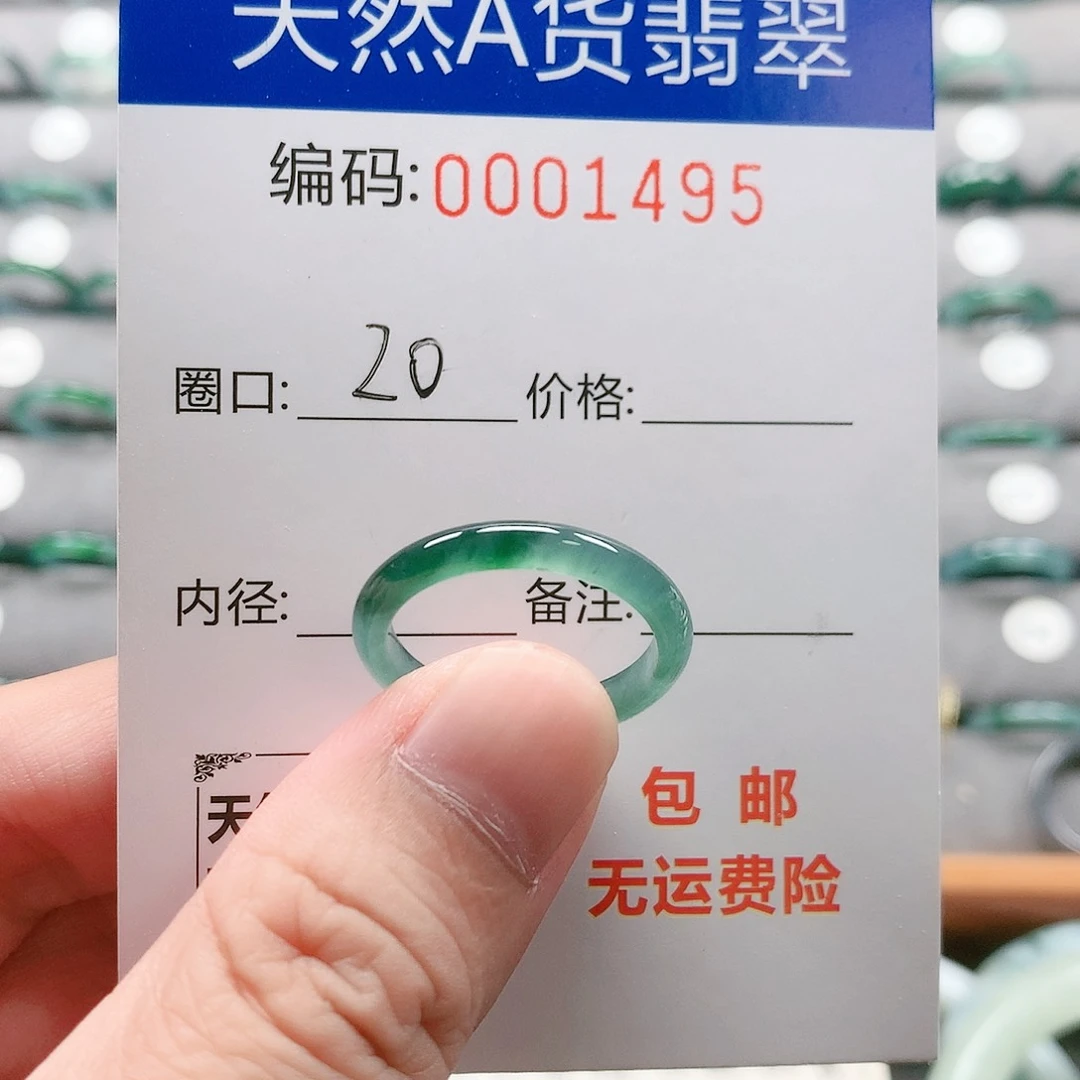 天然A货翡翠
编码:0001495
圈口: 20 价格:
内径: 备注:
天
包邮
无运费险